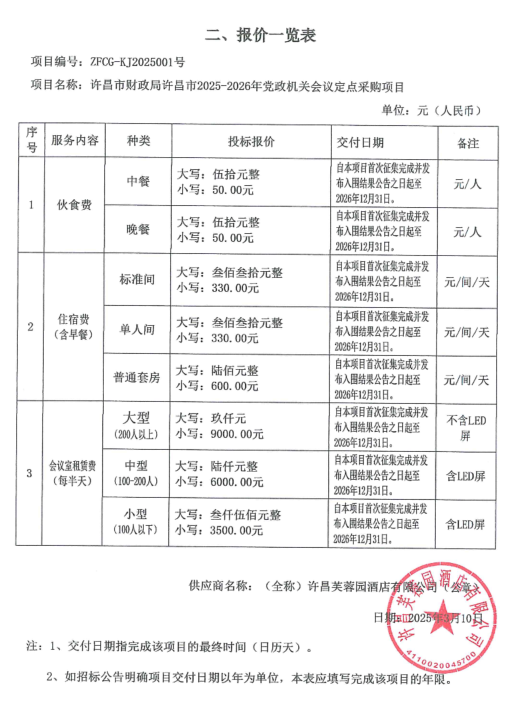 二、报价一览表
项目编号：ZFCG-KJ2025001号
项目名称：许昌市财政局许昌市2025-2026年党政机关会议定点采购项目
单位：元（人民币）
序号 服务内容 种类 投标报价 交付日期 备注
1 伙食费 中餐 大写：伍拾元整 小写：50.00元 自本项目首次征集完成并发布入围结果公告之日起至2026年12月31日。 元/人
晚餐 大写：伍拾元整 小写：50.00元 自本项目首次征集完成并发布入围结果公告之日起至2026年12月31日。 元/人
2 住宿费（含早餐） 标准间 大写：叁佰叁拾元整 小写：330.00元 自本项目首次征集完成并发布入围结果公告之日起至2026年12月31日。 元/间/天
单人间 大写：叁佰叁拾元整 小写：330.00元 自本项目首次征集完成并发布入围结果公告之日起至2026年12月31日。 元/间/天
普通套房 大写：陆佰元整 小写：600.00元 自本项目首次征集完成并发布入围结果公告之日起至2026年12月31日。 元/间/天
3 会议室租赁费（每半天） 大型（200人以上） 大写：玖仟元 小写：9000.00元 自本项目首次征集完成并发布入围结果公告之日起至2026年12月31日。 不含LED屏
中型（100-200人） 大写：陆仟元整 小写：6000.00元 自本项目首次征集完成并发布入围结果公告之日起至2026年12月31日。 含LED屏
小型（100人以下） 大写：叁仟伍佰元整 小写：3500.00元 自本项目首次征集完成并发布入围结果公告之日起至2026年12月31日。 含LED屏
供应商名称：（全称）许昌芙蓉园酒店有限公司（公章）
日期：2025年3月10日
许昌芙蓉园酒店有限公司
4110020045700
注：1、交付日期指完成该项目的最终时间（日历天）。
2、如招标公告明确项目交付日期以年为单位，本表应填写完成该项目的年限。